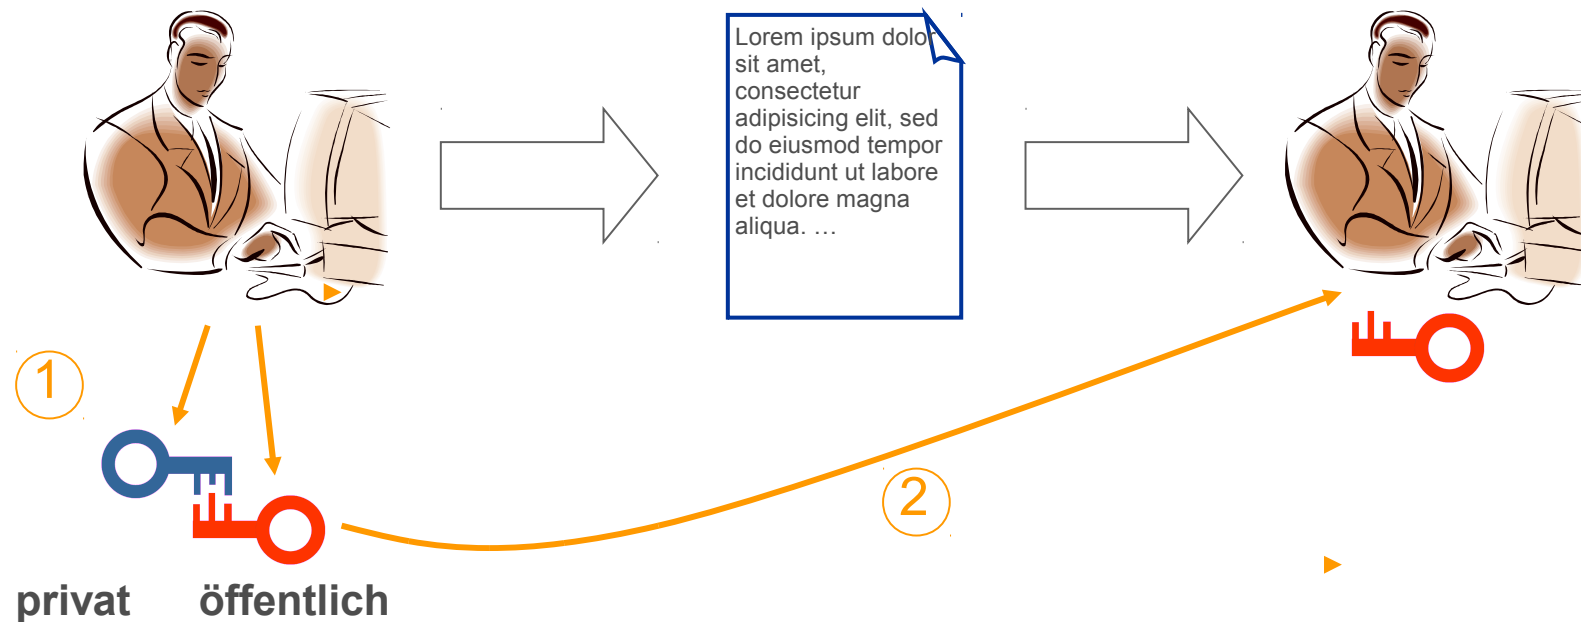 Lorem ipsum dolor
sit amet,
consectetur
adipisicing elit, sed
do eiusmod tempor
incididunt ut labore
et dolore magna
aliqua. …
1
2
privat öffentlich